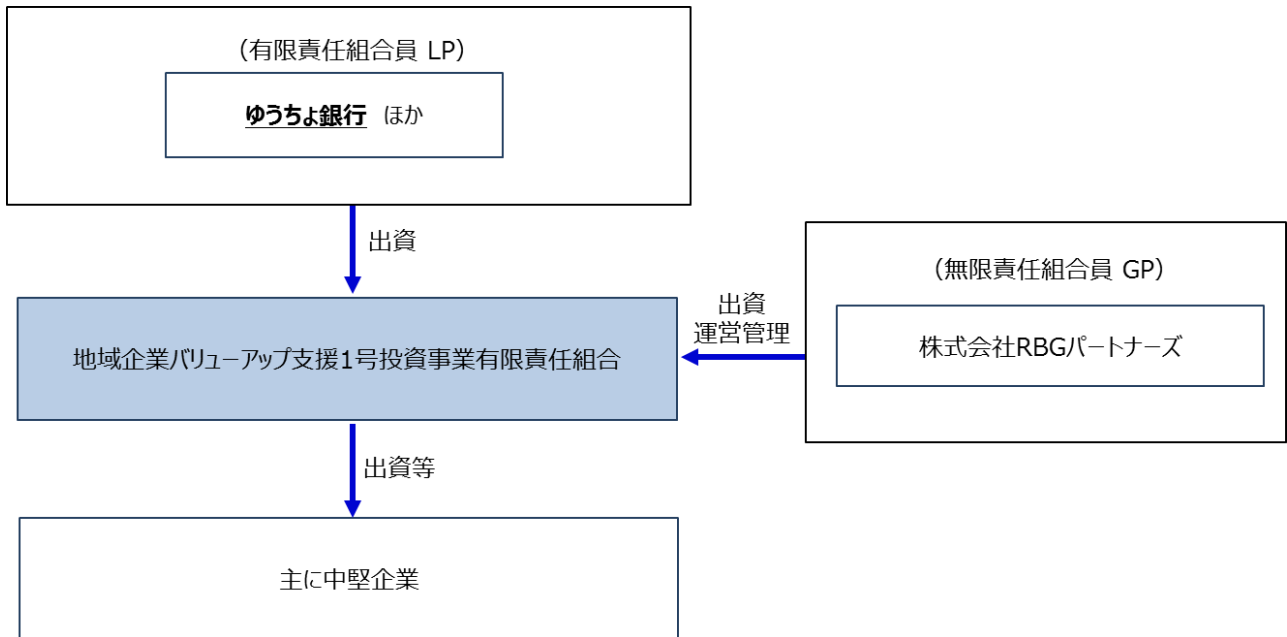 （有限責任組合員 LP）
ゆうちょ銀行 ほか
出資
（無限責任組合員 GP）
株式会社RBGパートナーズ
出資
運営管理
地域企業バリューアップ支援1号投資事業有限責任組合
出資等
主に中堅企業